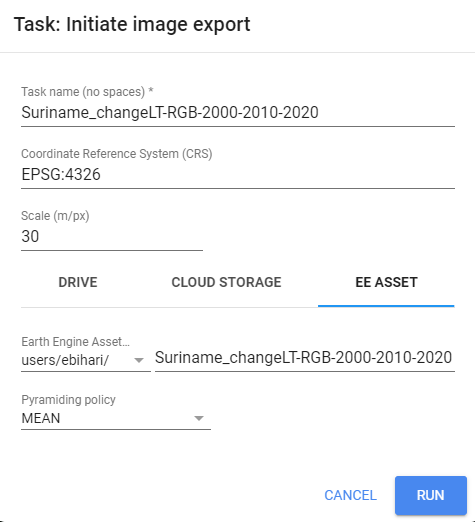 Task: Initiate image export
Task name (no spaces) *
Suriname_changeLT-RGB-2000-2010-2020
Coordinate Reference System (CRS)
EPSG:4326
Scale (m/px)
30
DRIVE CLOUD STORAGE EE ASSET
Earth Engine Asset...
users/ebihari/ Suriname_changeLT-RGB-2000-2010-2020
Pyramiding policy
MEAN
CANCEL RUN